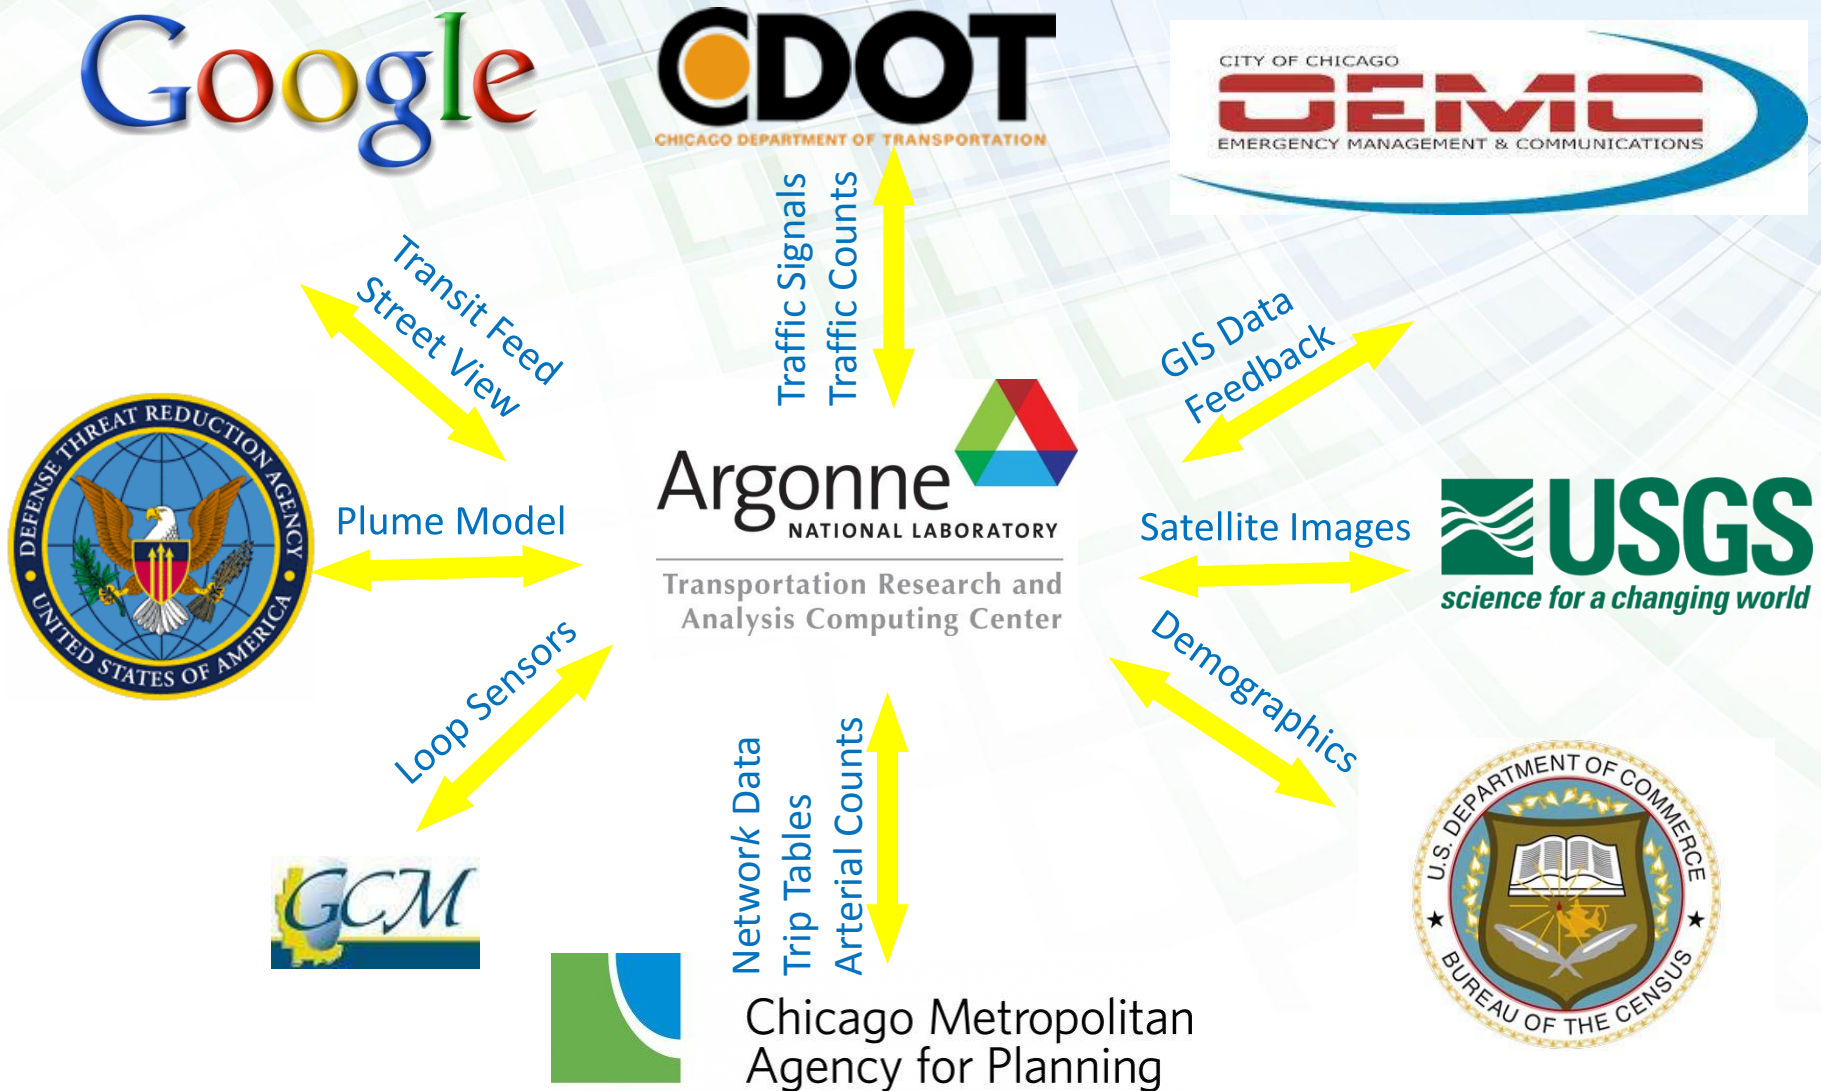 Google
CDOT
CHICAGO DEPARTMENT OF TRANSPORTATION
CITY OF CHICAGO
OEMC
EMERGENCY MANAGEMENT & COMMUNICATIONS
Transit Feed
Street View
Traffic Signals
Traffic Counts
GIS Data
Feedback
DEFENSE THREAT REDUCTION AGENCY
UNITED STATES OF AMERICA
Plume Model
Argonne
NATIONAL LABORATORY
Transportation Research and
Analysis Computing Center
Satellite Images
USGS
science for a changing world
Loop Sensors
Demographics
GCM
Network Data
Trip Tables
Arterial Counts
Chicago Metropolitan
Agency for Planning
U.S. DEPARTMENT OF COMMERCE
BUREAU OF THE CENSUS